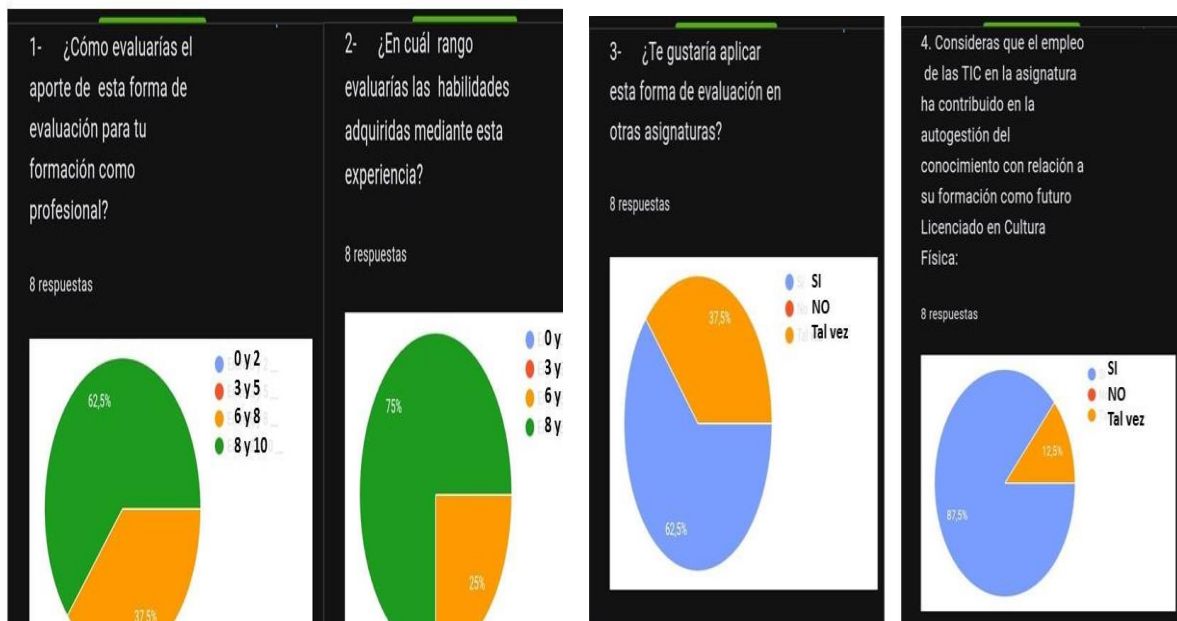 1- ¿Cómo evaluarías el
aporte de esta forma de
evaluación para tu
formación como
profesional?
8 respuestas
0 y 2
3 y 5
6 y 8
8 y 10
62,5%
37,5%
2- ¿En cuál rango
evaluarías las habilidades
adquiridas mediante esta
experiencia?
8 respuestas
0 y
3 y
6 y
8 y
75%
25%
3- ¿Te gustaría aplicar
esta forma de evaluación en
otras asignaturas?
8 respuestas
SI
NO
Tal vez
37,5%
62,5%
4. Consideras que el empleo
de las TIC en la asignatura
ha contribuido en la
autogestión del
conocimiento con relación a
su formación como futuro
Licenciado en Cultura
Física:
8 respuestas
SI
NO
Tal vez
12,5%
87,5%